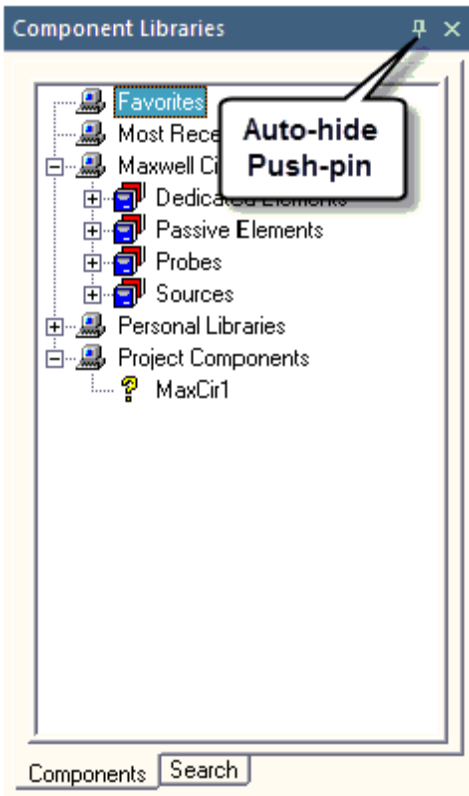 Component Libraries
Favorites
Most Rece
Auto-hide
Push-pin
Maxwell Ci
Dedicated Elements
Passive Elements
Probes
Sources
Personal Libraries
Project Components
MaxCir1
Components Search